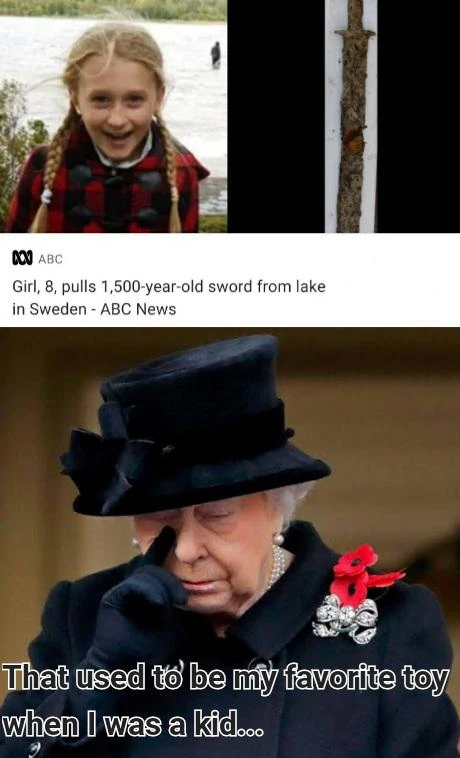 ABC
Girl, 8, pulls 1,500-year-old sword from lake
in Sweden - ABC News
That used to be my favorite toy
when I was a kid...